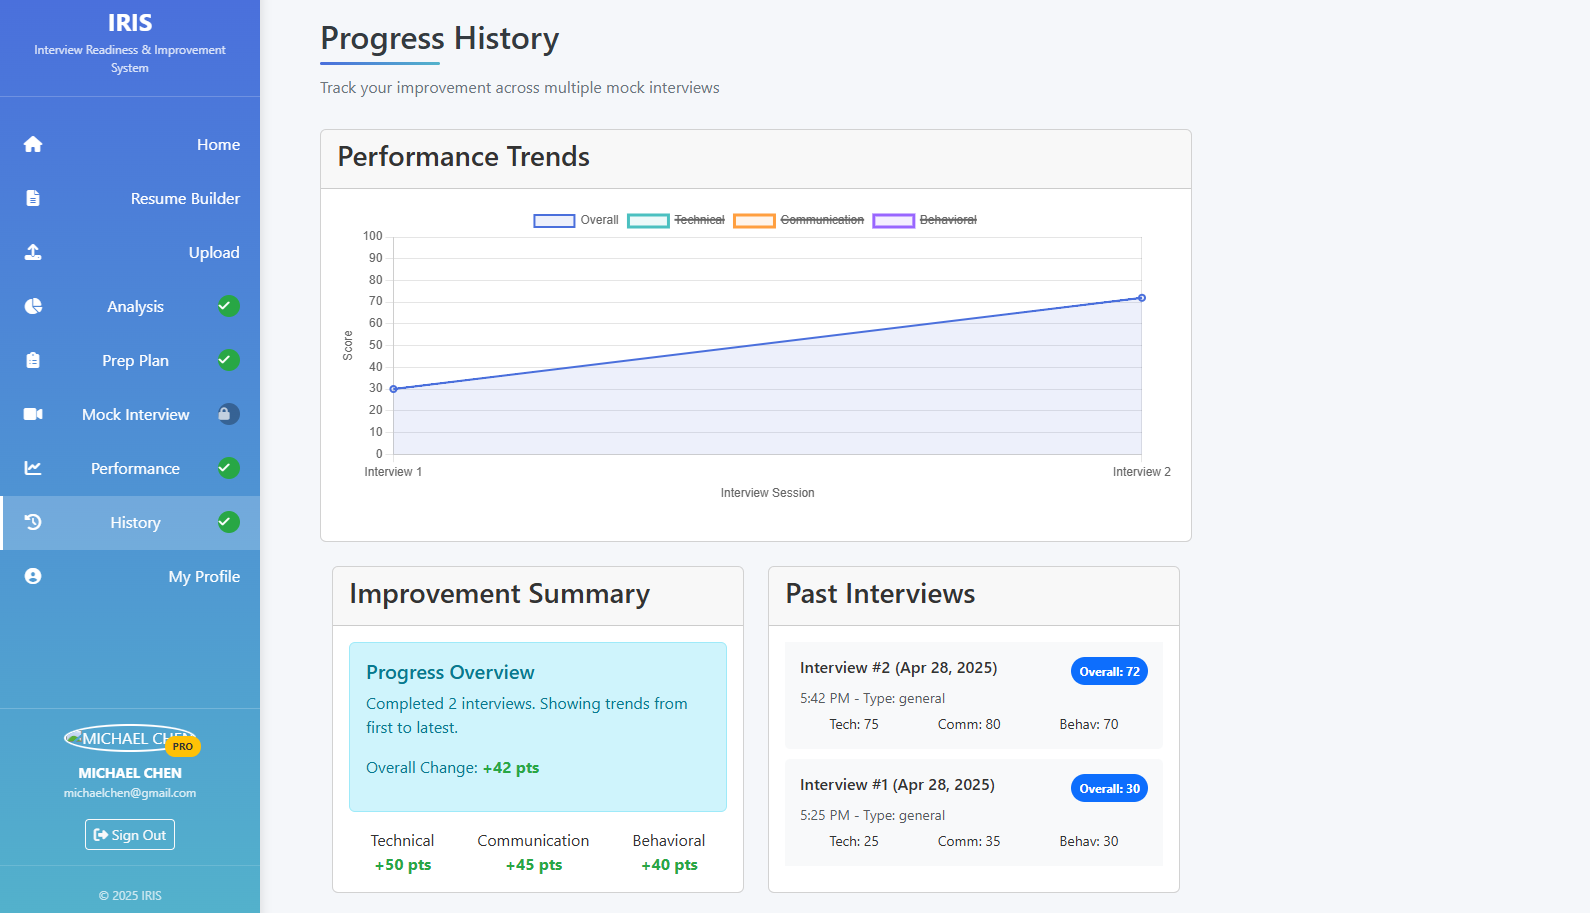 IRIS
Interview Readiness & Improvement
System
Home
Resume Builder
Upload
Analysis
Prep Plan
Mock Interview
Performance
History
My Profile
MICHAEL CHEN
PRO
MICHAEL CHEN
michaelchen@gmail.com
Sign Out
© 2025 IRIS
Progress History
Track your improvement across multiple mock interviews
Performance Trends
Overall Technical Communication Behavioral
100
90
80
70
60
50
40
30
20
10
0
Score
Interview 1 Interview 2
Interview Session
Improvement Summary
Progress Overview
Completed 2 interviews. Showing trends from
first to latest.
Overall Change: +42 pts
Technical Communication Behavioral
+50 pts +45 pts +40 pts
Past Interviews
Interview #2 (Apr 28, 2025) Overall: 72
5:42 PM - Type: general
Tech: 75 Comm: 80 Behav: 70
Interview #1 (Apr 28, 2025) Overall: 30
5:25 PM - Type: general
Tech: 25 Comm: 35 Behav: 30